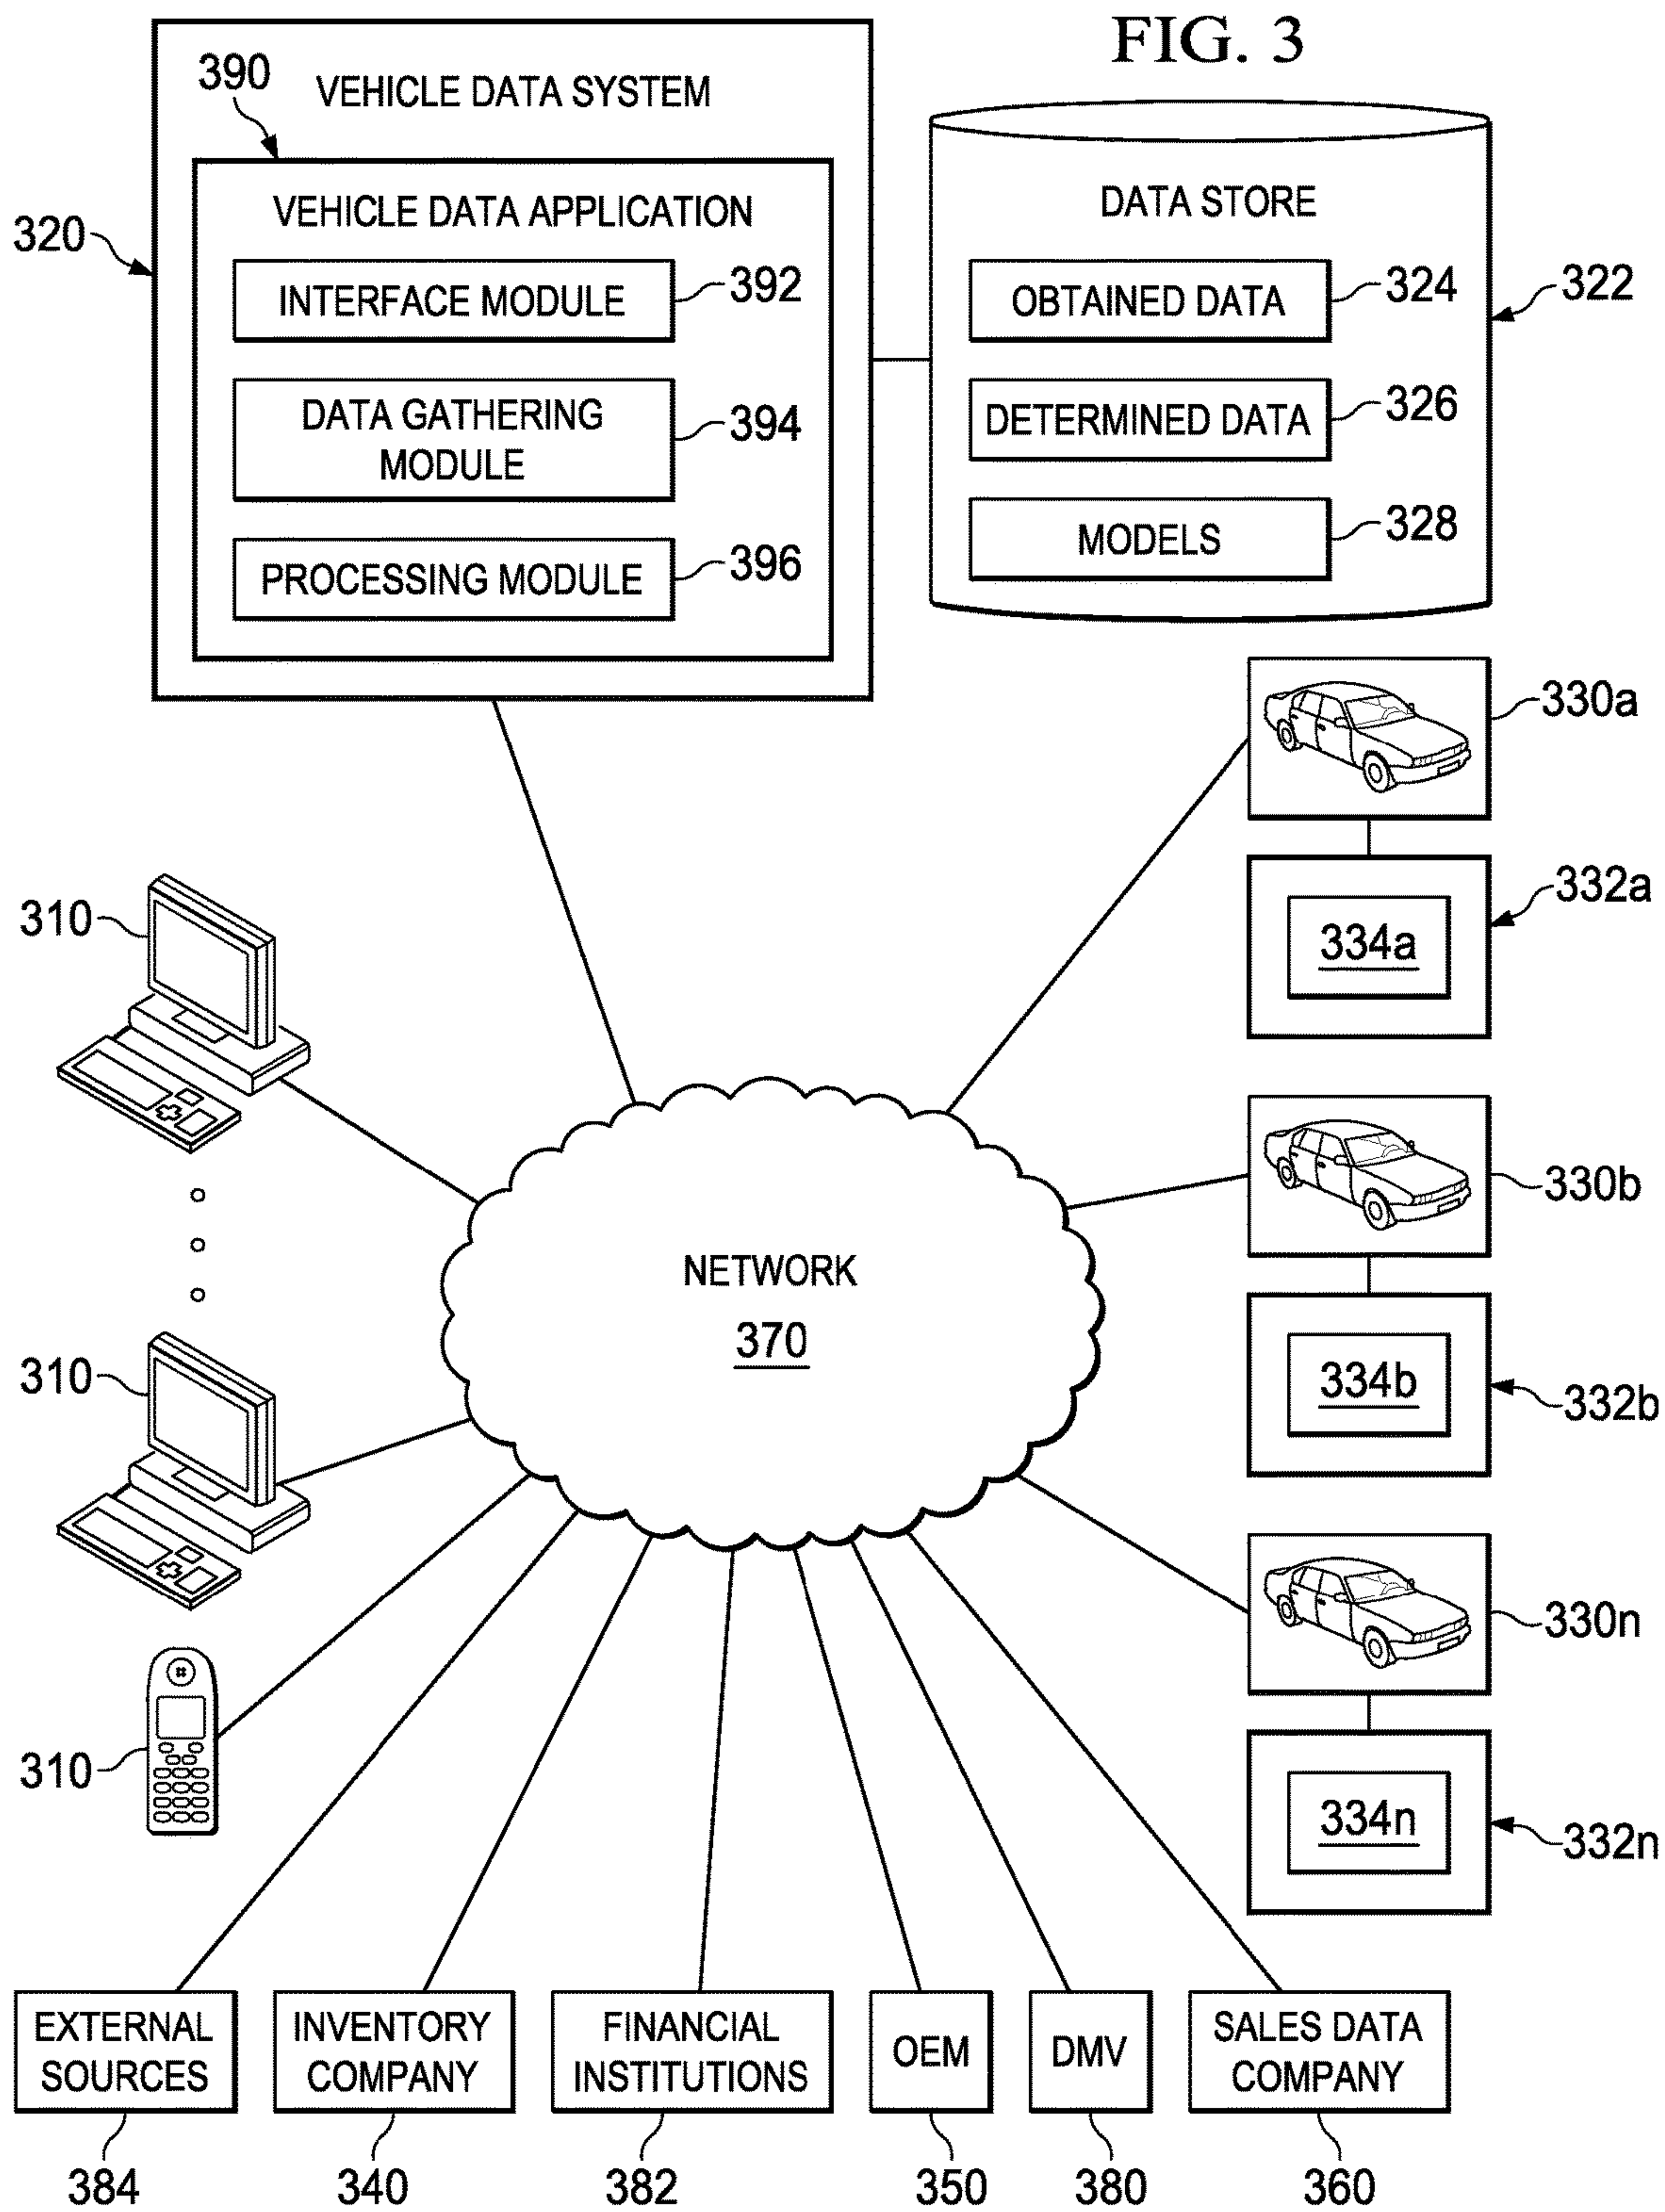 FIG. 3
390
VEHICLE DATA SYSTEM
320
VEHICLE DATA APPLICATION
INTERFACE MODULE
392
DATA GATHERING
MODULE
394
PROCESSING MODULE
396
DATA STORE
OBTAINED DATA
324
322
DETERMINED DATA
326
MODELS
328
330a
332a
334a
310
330b
NETWORK
370
310
334b
332b
330n
310
334n
332n
EXTERNAL
SOURCES
INVENTORY
COMPANY
FINANCIAL
INSTITUTIONS
OEM
DMV
SALES DATA
COMPANY
384
340
382
350
380
360